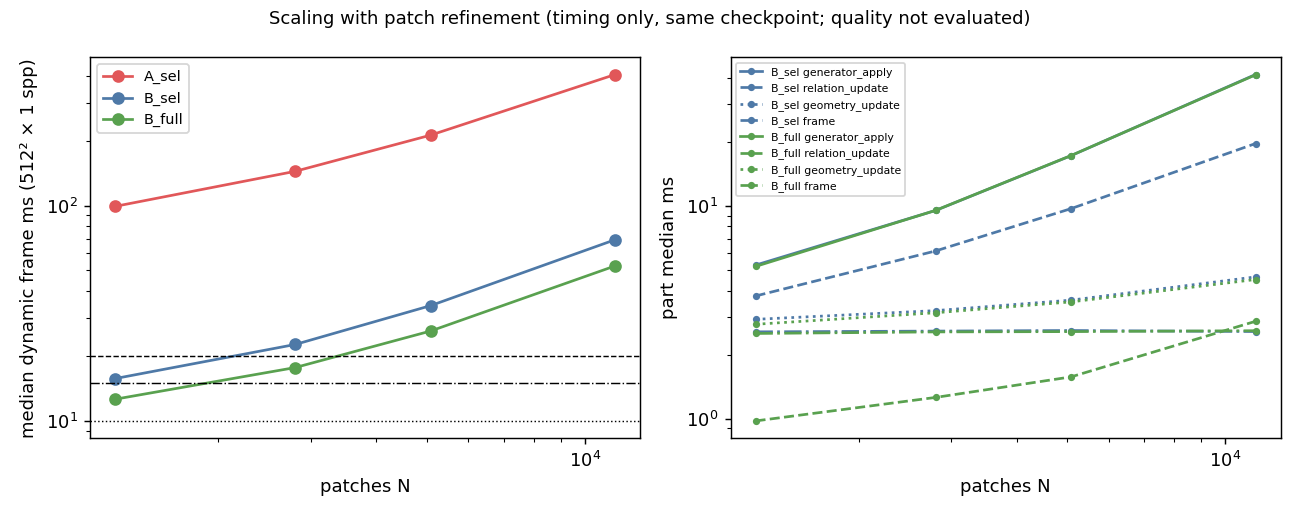 Scaling with patch refinement (timing only, same checkpoint; quality not evaluated)
median dynamic frame ms (512² × 1 spp)
10²
10¹
A_sel
B_sel
B_full
10⁴
patches N
part median ms
10¹
10⁰
B_sel generator_apply
B_sel relation_update
B_sel geometry_update
B_sel frame
B_full generator_apply
B_full relation_update
B_full geometry_update
B_full frame
10⁴
patches N